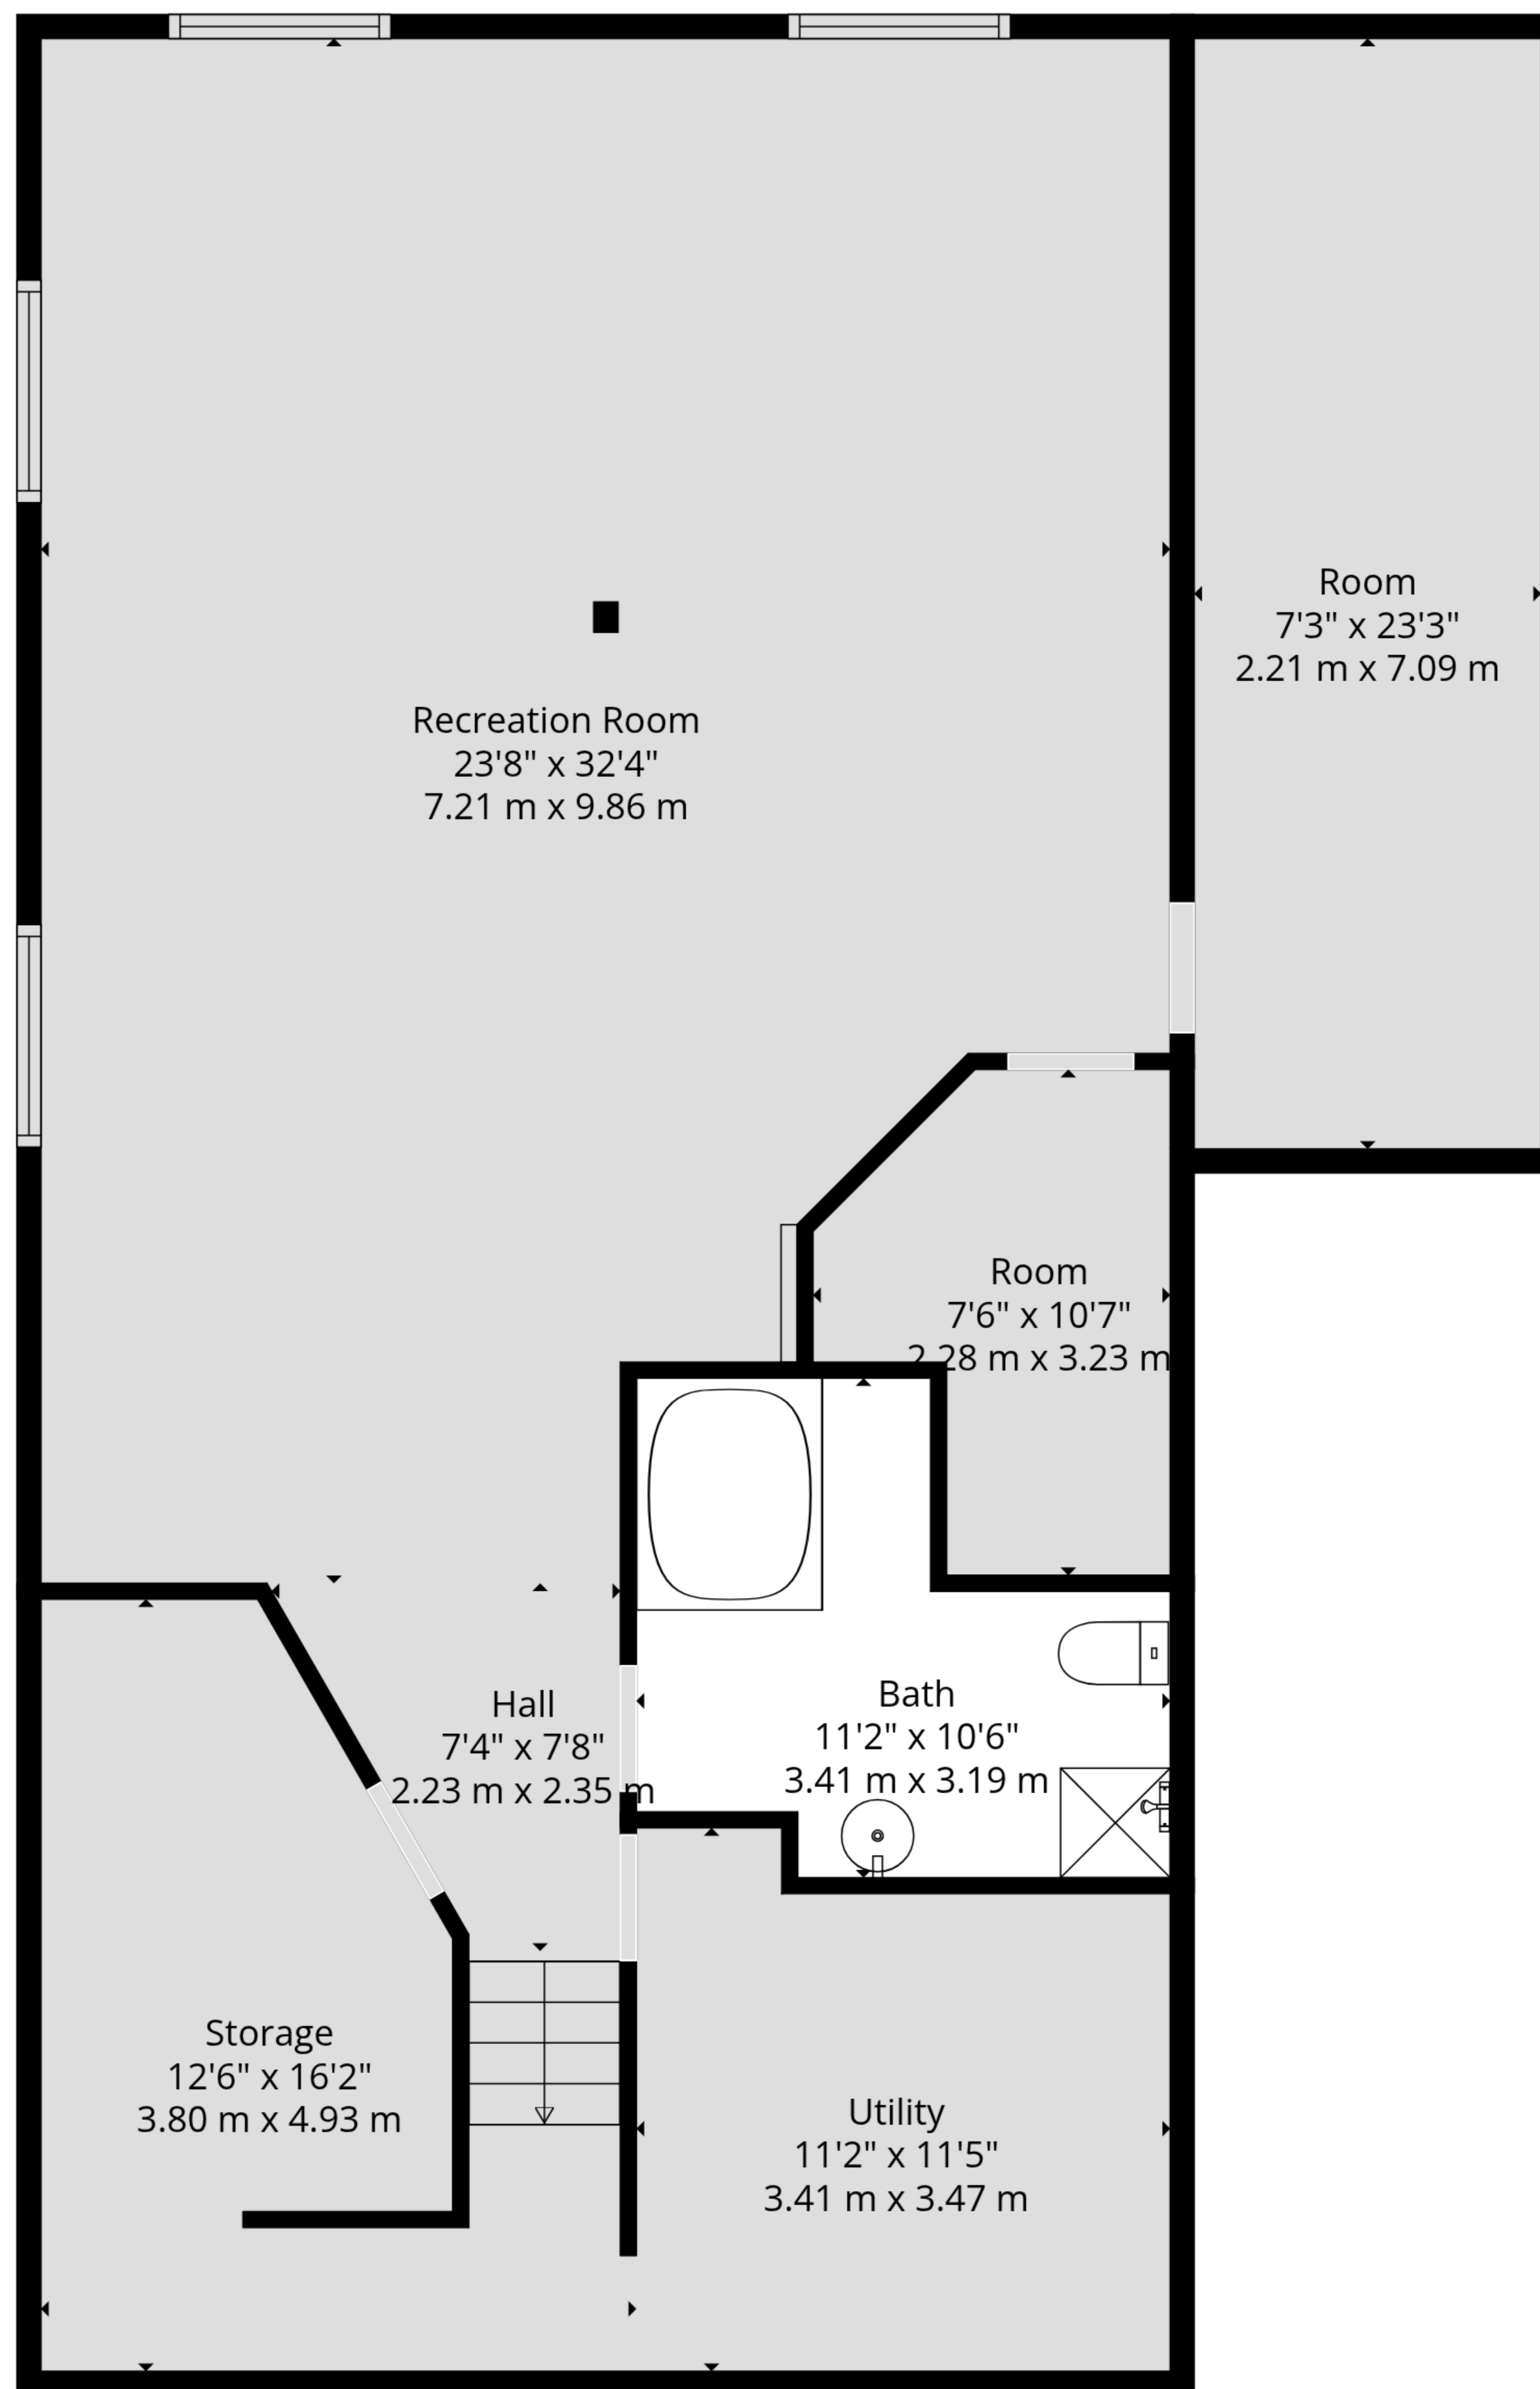 Room
7'3" x 23'3"
2.21 m x 7.09 m
Recreation Room
23'8" x 32'4"
7.21 m x 9.86 m
Room
7'6" x 10'7"
2.28 m x 3.23 m
Hall
7'4" x 7'8"
2.23 m x 2.35 m
Bath
11'2" x 10'6"
3.41 m x 3.19 m
Storage
12'6" x 16'2"
3.80 m x 4.93 m
Utility
11'2" x 11'5"
3.41 m x 3.47 m